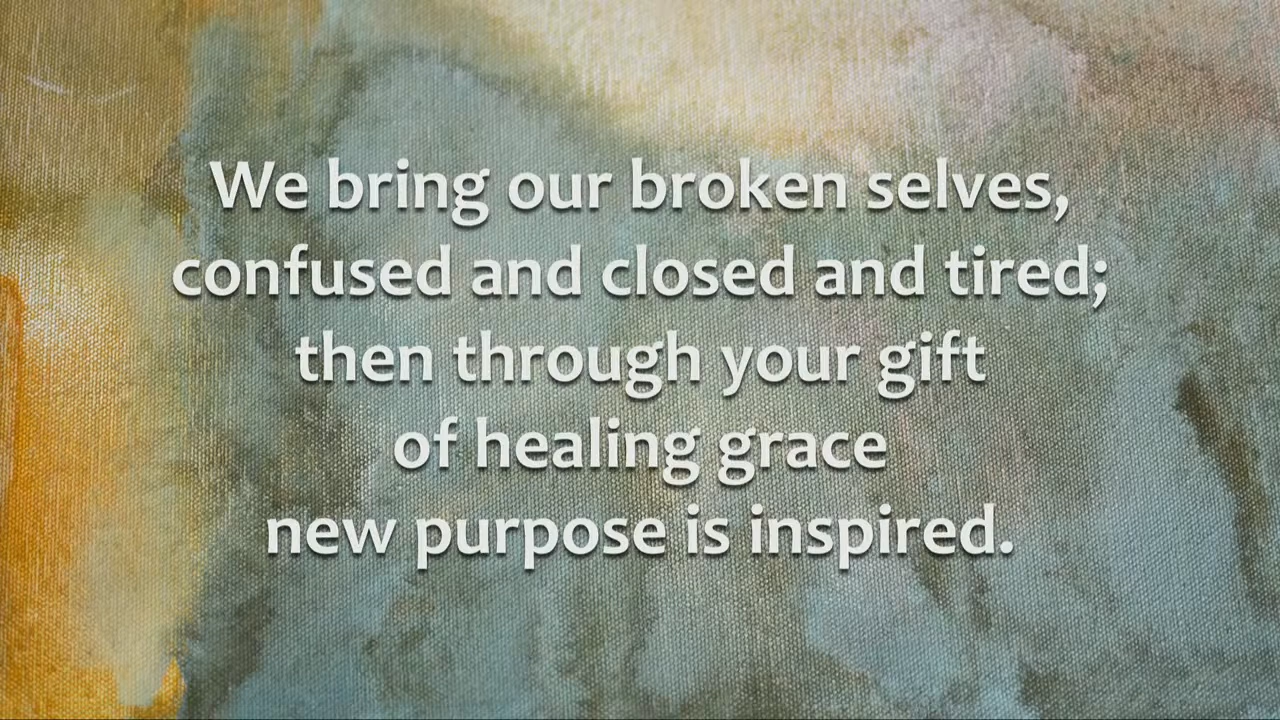 We bring our broken selves,
confused and closed and tired;
then through your gift
of healing grace
new purpose is inspired.